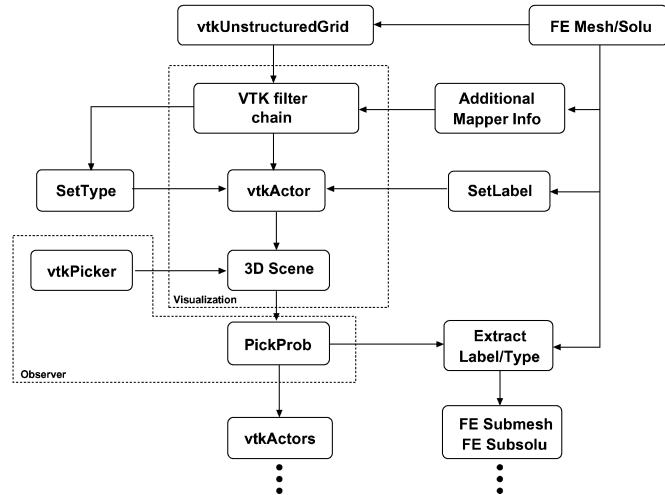 vtkUnstructuredGrid
FE Mesh/Solu
VTK filter
chain
Additional
Mapper Info
SetType
vtkActor
SetLabel
vtkPicker
3D Scene
Visualization
PickProb
Extract
Label/Type
Observer
vtkActors
FE Submesh
FE Subsolu